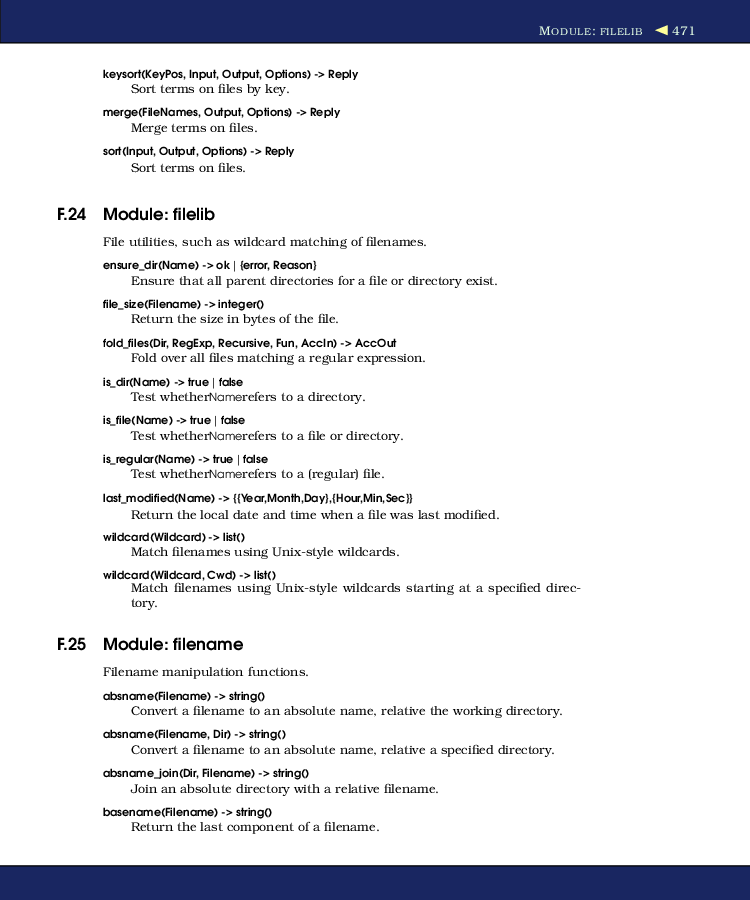 MODULE: FILELIB ◀ 471
keysort(KeyPos, Input, Output, Options) -> Reply
Sort terms on files by key.
merge(FileNames, Output, Options) -> Reply
Merge terms on files.
sort(Input, Output, Options) -> Reply
Sort terms on files.
F.24 Module: filelib
File utilities, such as wildcard matching of filenames.
ensure_dir(Name) -> ok | {error, Reason}
Ensure that all parent directories for a file or directory exist.
file_size(Filename) -> integer()
Return the size in bytes of the file.
fold_files(Dir, RegExp, Recursive, Fun, AccIn) -> AccOut
Fold over all files matching a regular expression.
is_dir(Name) -> true | false
Test whetherNamerefers to a directory.
is_file(Name) -> true | false
Test whetherNamerefers to a file or directory.
is_regular(Name) -> true | false
Test whetherNamerefers to a (regular) file.
last_modified(Name) -> {{Year,Month,Day},{Hour,Min,Sec}}
Return the local date and time when a file was last modified.
wildcard(Wildcard) -> list()
Match filenames using Unix-style wildcards.
wildcard(Wildcard, Cwd) -> list()
Match filenames using Unix-style wildcards starting at a specified direc-
tory.
F.25 Module: filename
Filename manipulation functions.
absname(Filename) -> string()
Convert a filename to an absolute name, relative the working directory.
absname(Filename, Dir) -> string()
Convert a filename to an absolute name, relative a specified directory.
absname_join(Dir, Filename) -> string()
Join an absolute directory with a relative filename.
basename(Filename) -> string()
Return the last component of a filename.